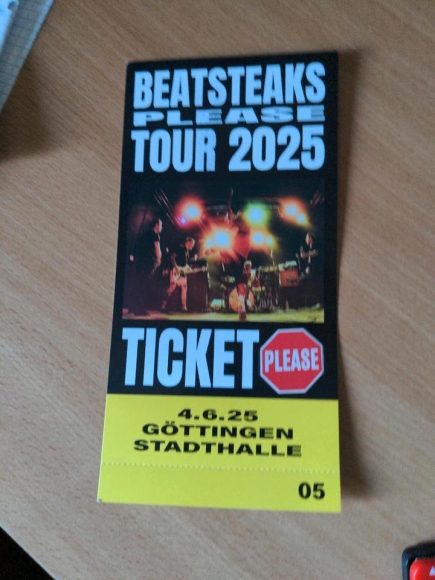 BEATSTEAKS
PLEASE
TOUR 2025
TICKET PLEASE
4.6.25
GÖTTINGEN
STADTHALLE
05